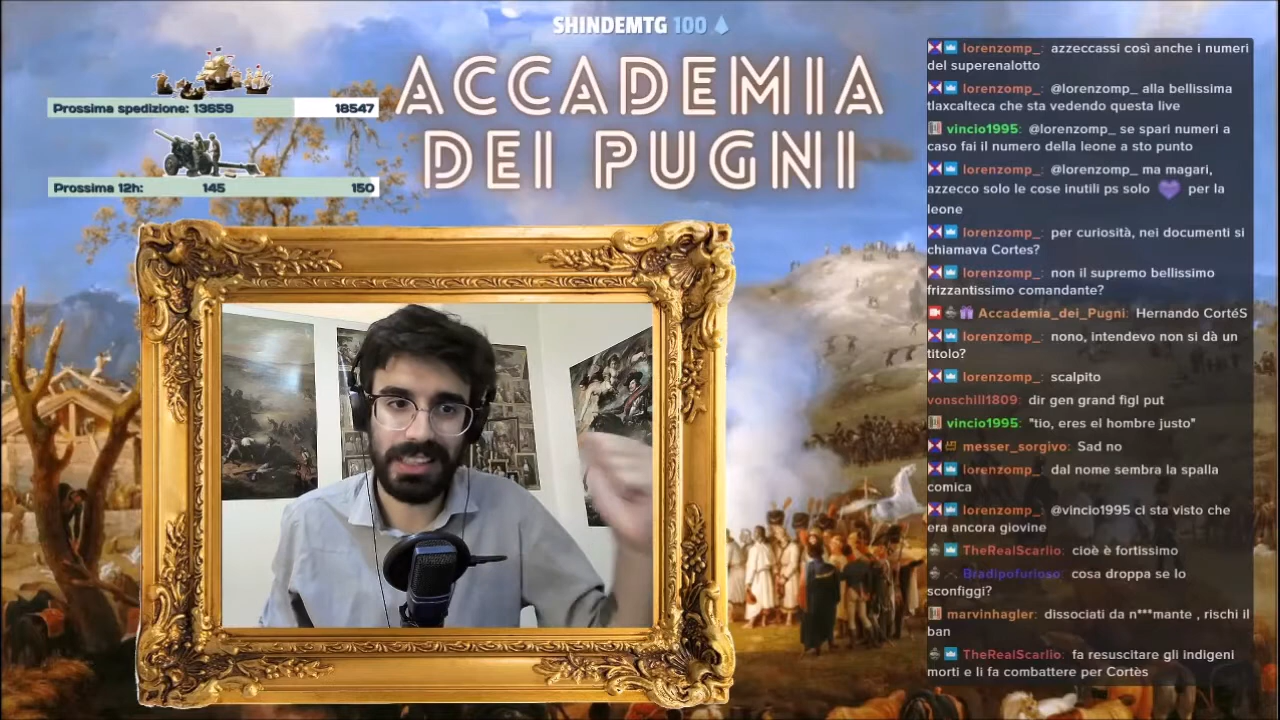 SHINDEMTG 100
ACCADEMIA
DEI PUGNI
Prossima spedizione: 13659 18547
Prossima 12h: 145 150
lorenzomp_: azzeccassi così anche i numeri
del superenalotto
lorenzomp_: @lorenzomp_ alla bellissima
tlaxcalteca che sta vedendo questa live
vincio1995: @lorenzomp_ se spari numeri a
caso fai il numero della leone a sto punto
lorenzomp_: @lorenzomp_ ma magari,
azzecco solo le cose inutili ps solo per la
leone
lorenzomp_: per curiosità, nei documenti si
chiamava Cortes?
lorenzomp_: non il supremo bellissimo
frizzantissimo comandante?
Accademia_dei_Pugni: Hernando CortéS
lorenzomp_: nono, intendevo non si dà un
titolo?
lorenzomp_: scalpito
vonschill1809: dir gen grand figl put
vincio1995: "tio, eres el hombre justo"
messer_sorgivo: Sad no
lorenzomp_: dal nome sembra la spalla
comica
lorenzomp_: @vincio1995 ci sta visto che
era ancora giovine
TheRealScarlio: cioè è fortissimo
Bradipofurioso: cosa droppa se lo
sconfiggi?
marvinhagler: dissociati da n***mante , rischi il
ban
TheRealScarlio: fa resuscitare gli indigeni
morti e li fa combattere per Cortès